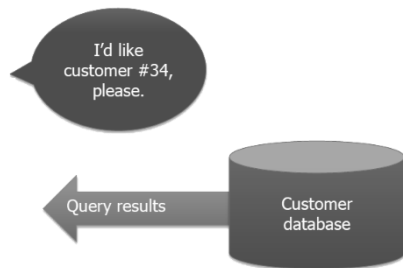 I’d like
customer #34,
please.
Query results
Customer
database